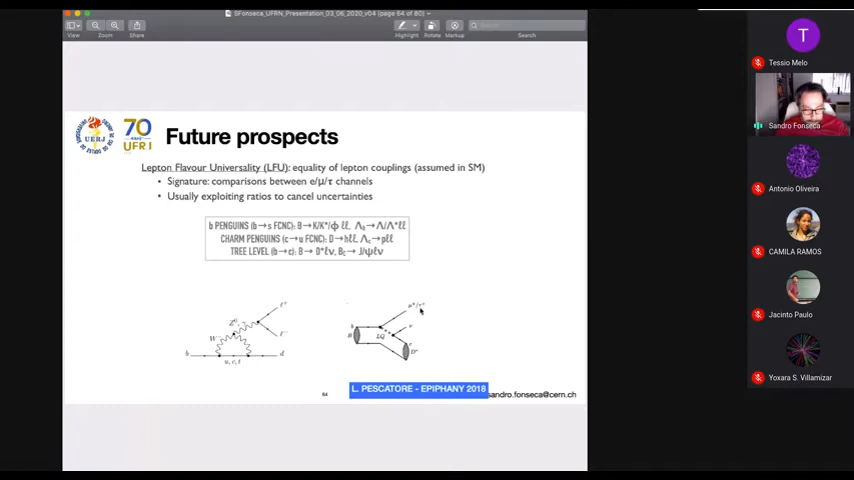 SFonseca_UFRN_Presentation_03_06_2020_v04 (page 64 of 80)
View
Zoom
Share
Highlight
Rotate
Markup
Search
Search
UERJ
70
UFRJ
Future prospects
Lepton Flavour Universality (LFU): equality of lepton couplings (assumed in SM)
• Signature: comparisons between e/μ/τ channels
• Usually exploiting ratios to cancel uncertainties
b PENGUINS (b→s FCNC): B→K/K*/ϕ ℓℓ, Λb→Λ/Λ*ℓℓ
CHARM PENGUINS (c→u FCNC): D→hℓℓ, Λc→pℓℓ
TREE LEVEL (b→c): B→ D*ℓν, Bc→ J/ψℓν
ℓ+
Z0,
ℓ-
W-
b
u, c, t
d
b
B
LQ
ν
c
D*
64
L. PESCATORE - EPIPHANY 2018
sandro.fonseca@cern.ch
T
Tessio Melo
Sandro Fonseca
Antonio Oliveira
CAMILA RAMOS
Jacinto Paulo
Yoxara S. Villamizar